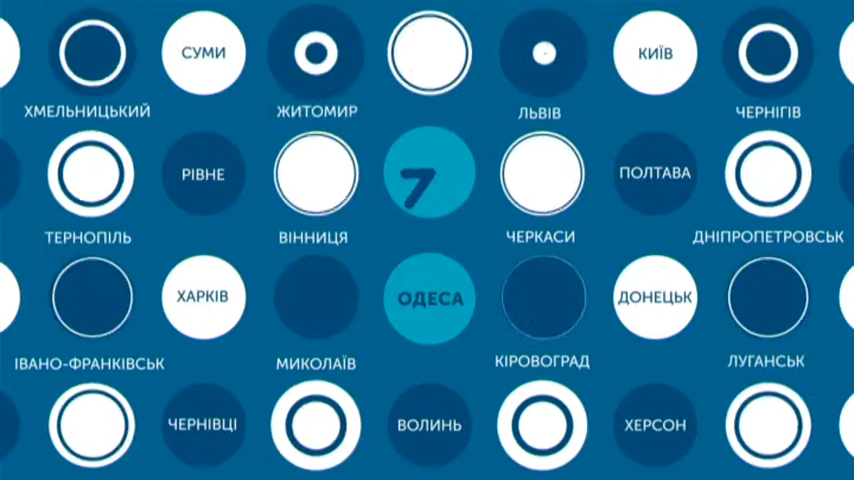 СУМИ
КИЇВ
ХМЕЛЬНИЦЬКИЙ
ЖИТОМИР
ЛЬВІВ
ЧЕРНІГІВ
РІВНЕ
7
ПОЛТАВА
ТЕРНОПІЛЬ
ВІННИЦЯ
ЧЕРКАСИ
ДНІПРОПЕТРОВСЬК
ХАРКІВ
ОДЕСА
ДОНЕЦЬК
ІВАНО-ФРАНКІВСЬК
МИКОЛАЇВ
КІРОВОГРАД
ЛУГАНСЬК
ЧЕРНІВЦІ
ВОЛИНЬ
ХЕРСОН